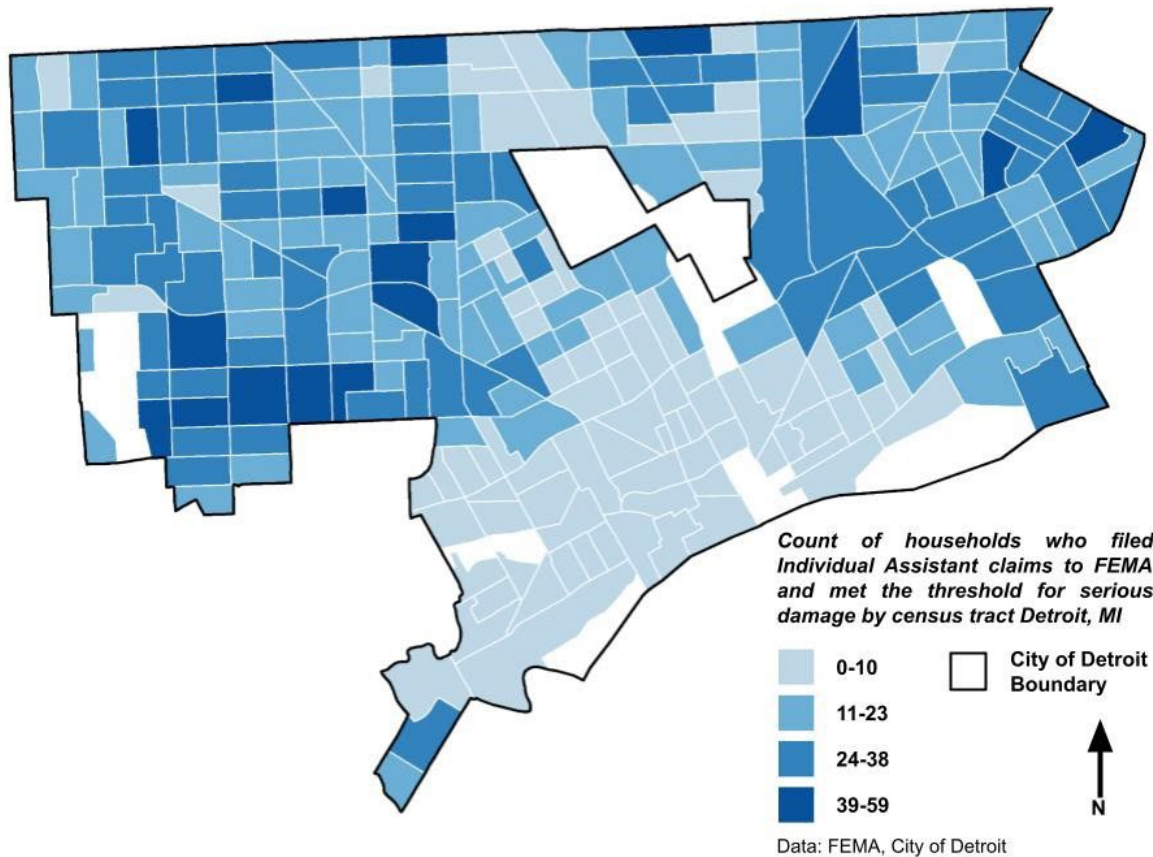 Count of households who filed
Individual Assistant claims to FEMA
and met the threshold for serious
damage by census tract Detroit, MI
0-10
11-23
24-38
39-59
City of Detroit
Boundary
N
Data: FEMA, City of Detroit